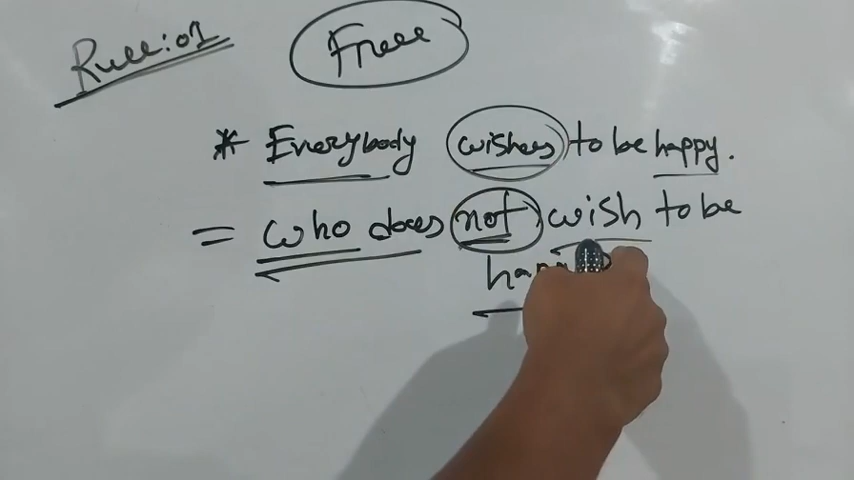 Rule:01
Free
* Everybody wishes to be happy.
= who does not wish to be